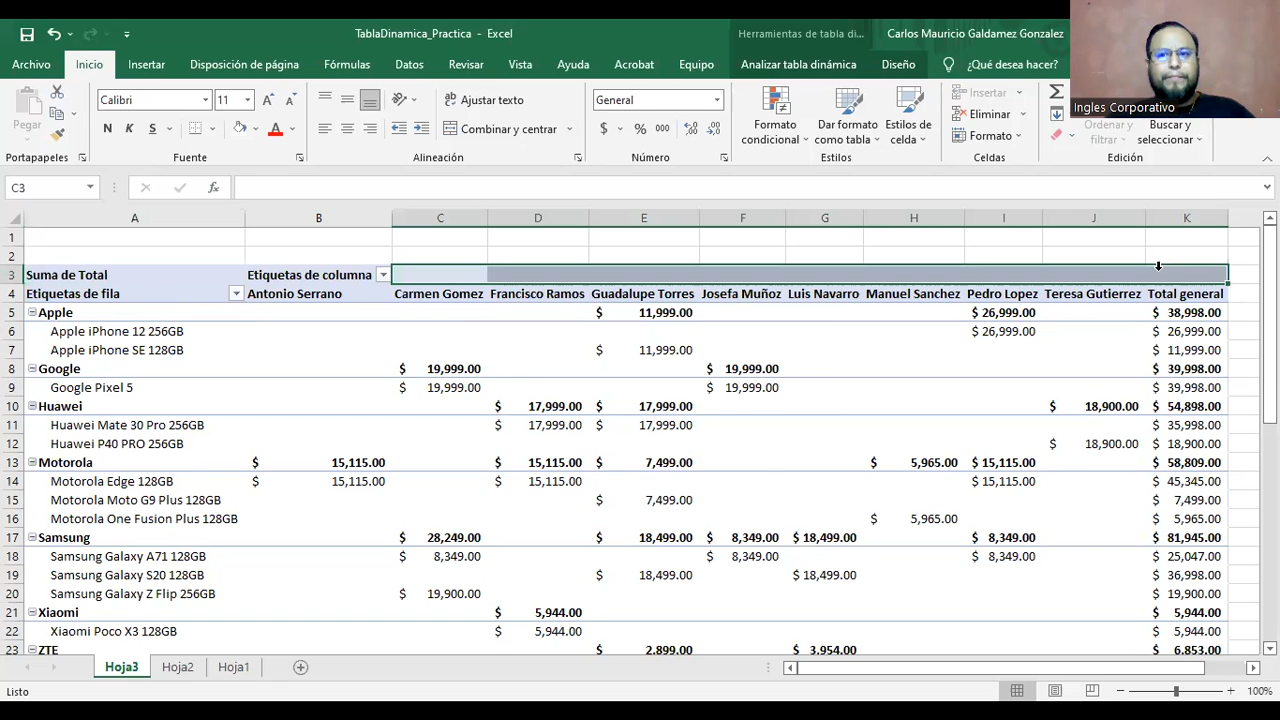 TablaDinamica_Practica - Excel
Herramientas de tabla di...
Carlos Mauricio Galdamez Gonzalez
Archivo
Inicio
Insertar
Disposición de página
Fórmulas
Datos
Revisar
Vista
Ayuda
Acrobat
Equipo
Analizar tabla dinámica
Diseño
¿Qué desea hacer?
Ingles Corporativo
Pegar
Calibri
11
N K S
Ajustar texto
Combinar y centrar
General
$ % 000
Formato condicional
Dar formato como tabla
Estilos de celda
Insertar
Eliminar
Formato
Ordenar y filtrar
Buscar y seleccionar
Portapapeles
Fuente
Alineación
Número
Estilos
Celdas
Edición
C3
fx
A B C D E F G H I J K
1
2
3 Suma de Total Etiquetas de columna
4 Etiquetas de fila Antonio Serrano Carmen Gomez Francisco Ramos Guadalupe Torres Josefa Muñoz Luis Navarro Manuel Sanchez Pedro Lopez Teresa Gutierrez Total general
5 Apple $ 11,999.00 $ 26,999.00 $ 38,998.00
6 Apple iPhone 12 256GB $ 26,999.00 $ 26,999.00
7 Apple iPhone SE 128GB $ 11,999.00 $ 11,999.00
8 Google $ 19,999.00 $ 19,999.00 $ 39,998.00
9 Google Pixel 5 $ 19,999.00 $ 19,999.00 $ 39,998.00
10 Huawei $ 17,999.00 $ 17,999.00 $ 18,900.00 $ 54,898.00
11 Huawei Mate 30 Pro 256GB $ 17,999.00 $ 17,999.00 $ 35,998.00
12 Huawei P40 PRO 256GB $ 18,900.00 $ 18,900.00
13 Motorola $ 15,115.00 $ 15,115.00 $ 7,499.00 $ 5,965.00 $ 15,115.00 $ 58,809.00
14 Motorola Edge 128GB $ 15,115.00 $ 15,115.00 $ 15,115.00 $ 45,345.00
15 Motorola Moto G9 Plus 128GB $ 7,499.00 $ 7,499.00
16 Motorola One Fusion Plus 128GB $ 5,965.00 $ 5,965.00
17 Samsung $ 28,249.00 $ 18,499.00 $ 8,349.00 $ 18,499.00 $ 8,349.00 $ 81,945.00
18 Samsung Galaxy A71 128GB $ 8,349.00 $ 8,349.00 $ 8,349.00 $ 25,047.00
19 Samsung Galaxy S20 128GB $ 18,499.00 $ 18,499.00 $ 36,998.00
20 Samsung Galaxy Z Flip 256GB $ 19,900.00 $ 19,900.00
21 Xiaomi $ 5,944.00 $ 5,944.00
22 Xiaomi Poco X3 128GB $ 5,944.00 $ 5,944.00
23 ZTE $ 2,899.00 $ 3,954.00 $ 6,853.00
Hoja3
Hoja2
Hoja1
Listo
100%